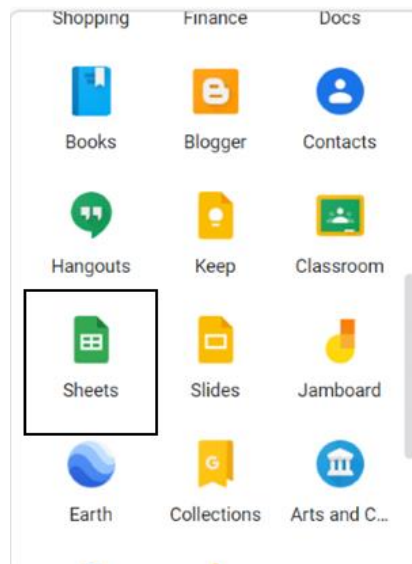 Shopping Finance Docs
Books Blogger Contacts
Hangouts Keep Classroom
Sheets Slides Jamboard
G
Earth Collections Arts and C...